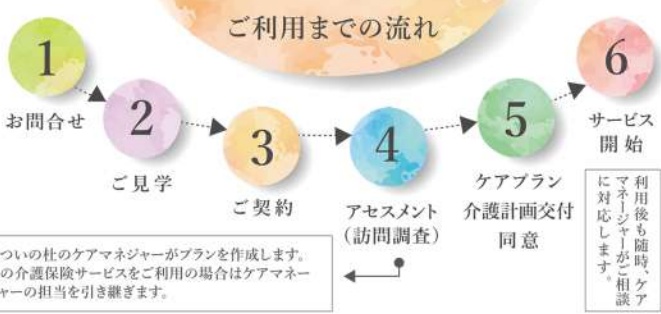 ご利用までの流れ
1
お問合せ
2
ご見学
3
ご契約
4
アセスメント
（訪問調査）
5
ケアプラン
介護計画交付
同意
6
サービス
開始
利用後も随時、ケア
マネージャーがご相談
に対応します。
ついの杜のケアマネジャーがプランを作成します。
の介護保険サービスをご利用の場合はケアマネー
ャーの担当を引き継ぎます。